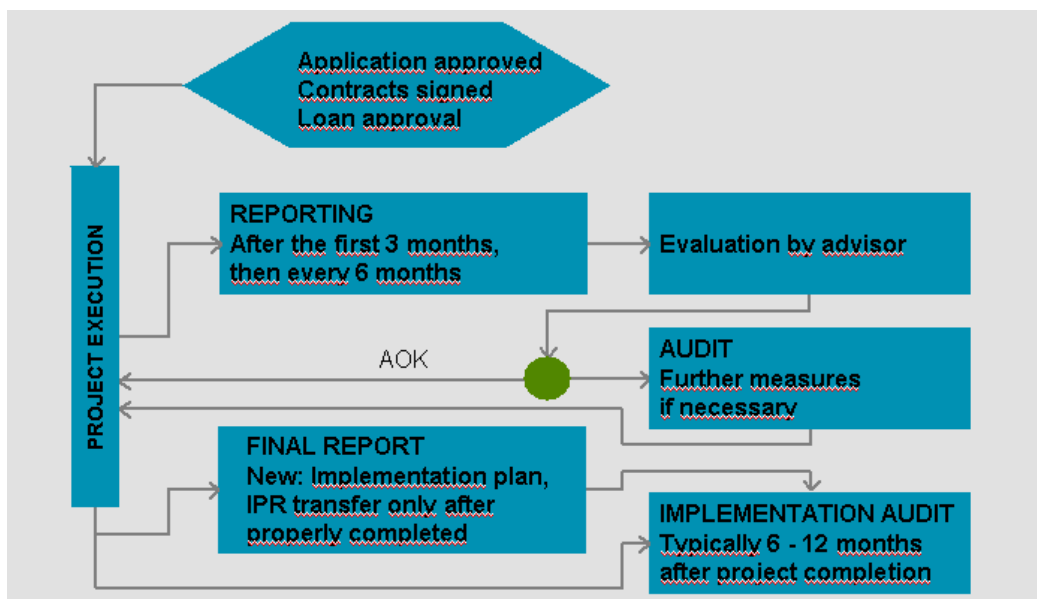 Application approved
Contracts signed
Loan approval
PROJECT EXECUTION
REPORTING
After the first 3 months,
then every 6 months
Evaluation by advisor
AOK
AUDIT
Further measures
if necessary
FINAL REPORT
New: Implementation plan,
IPR transfer only after
properly completed
IMPLEMENTATION AUDIT
Typically 6 - 12 months
after project completion